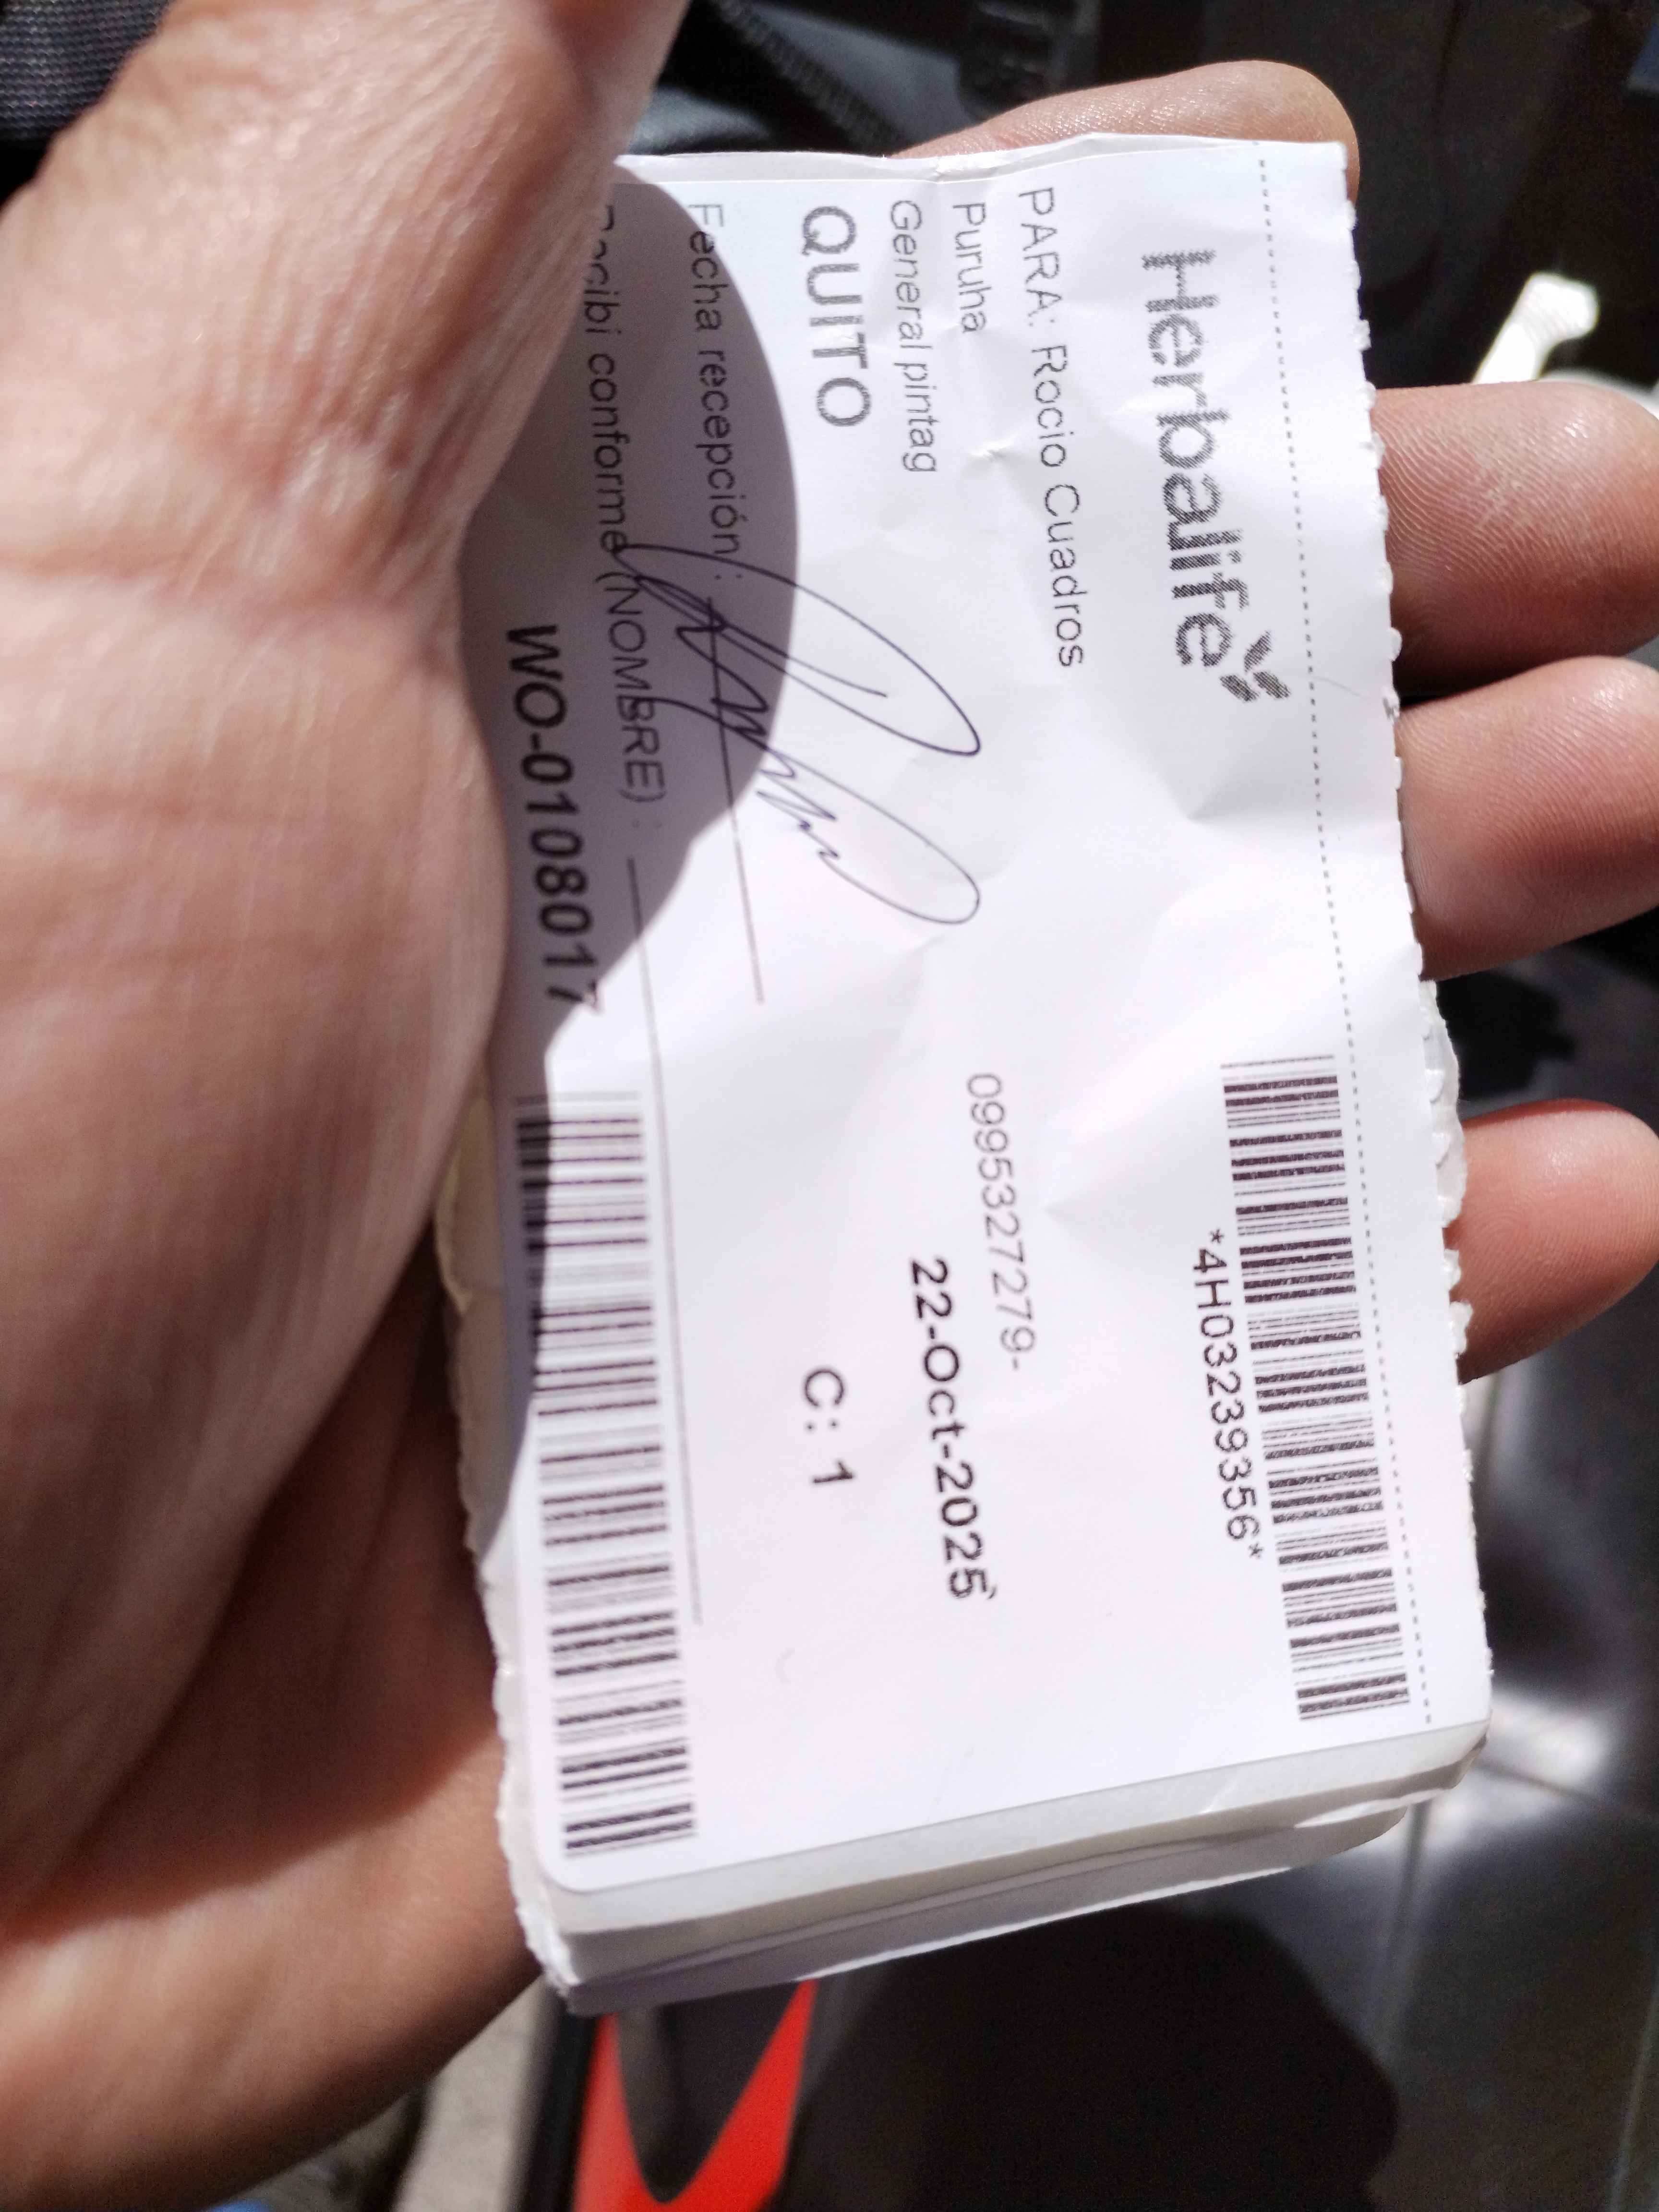 Herbalife
*4H03239356*
PARA: Rocio Cuadros
Puruha
0995327279-
General pintag
22-Oct-2025
QUITO
C: 1
Fecha recepción :
Recibi conforme (NOMBRE) :
WO-0108017